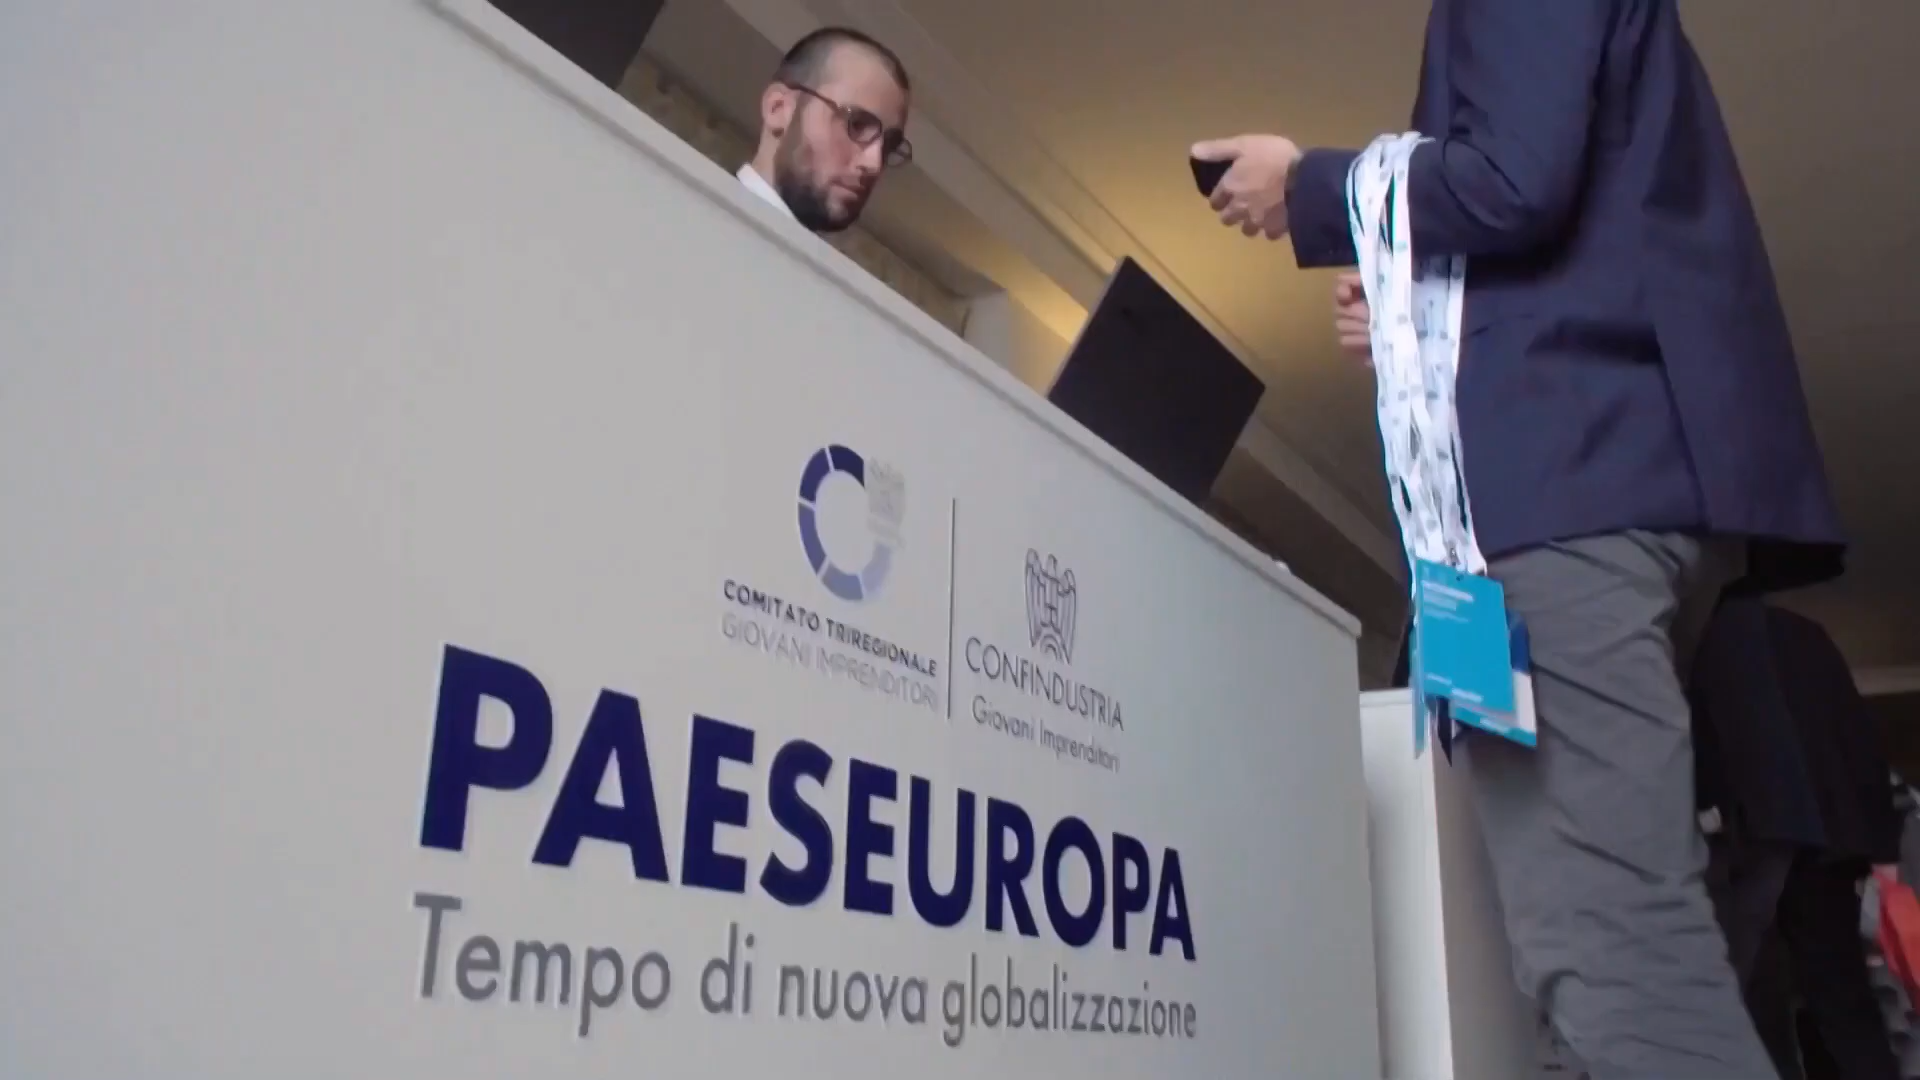 COMITATO TRIREGIONALE
GIOVANI IMPRENDITORI
CONFINDUSTRIA
Giovani Imprenditori
PAESEUROPA
Tempo di nuova globalizzazione